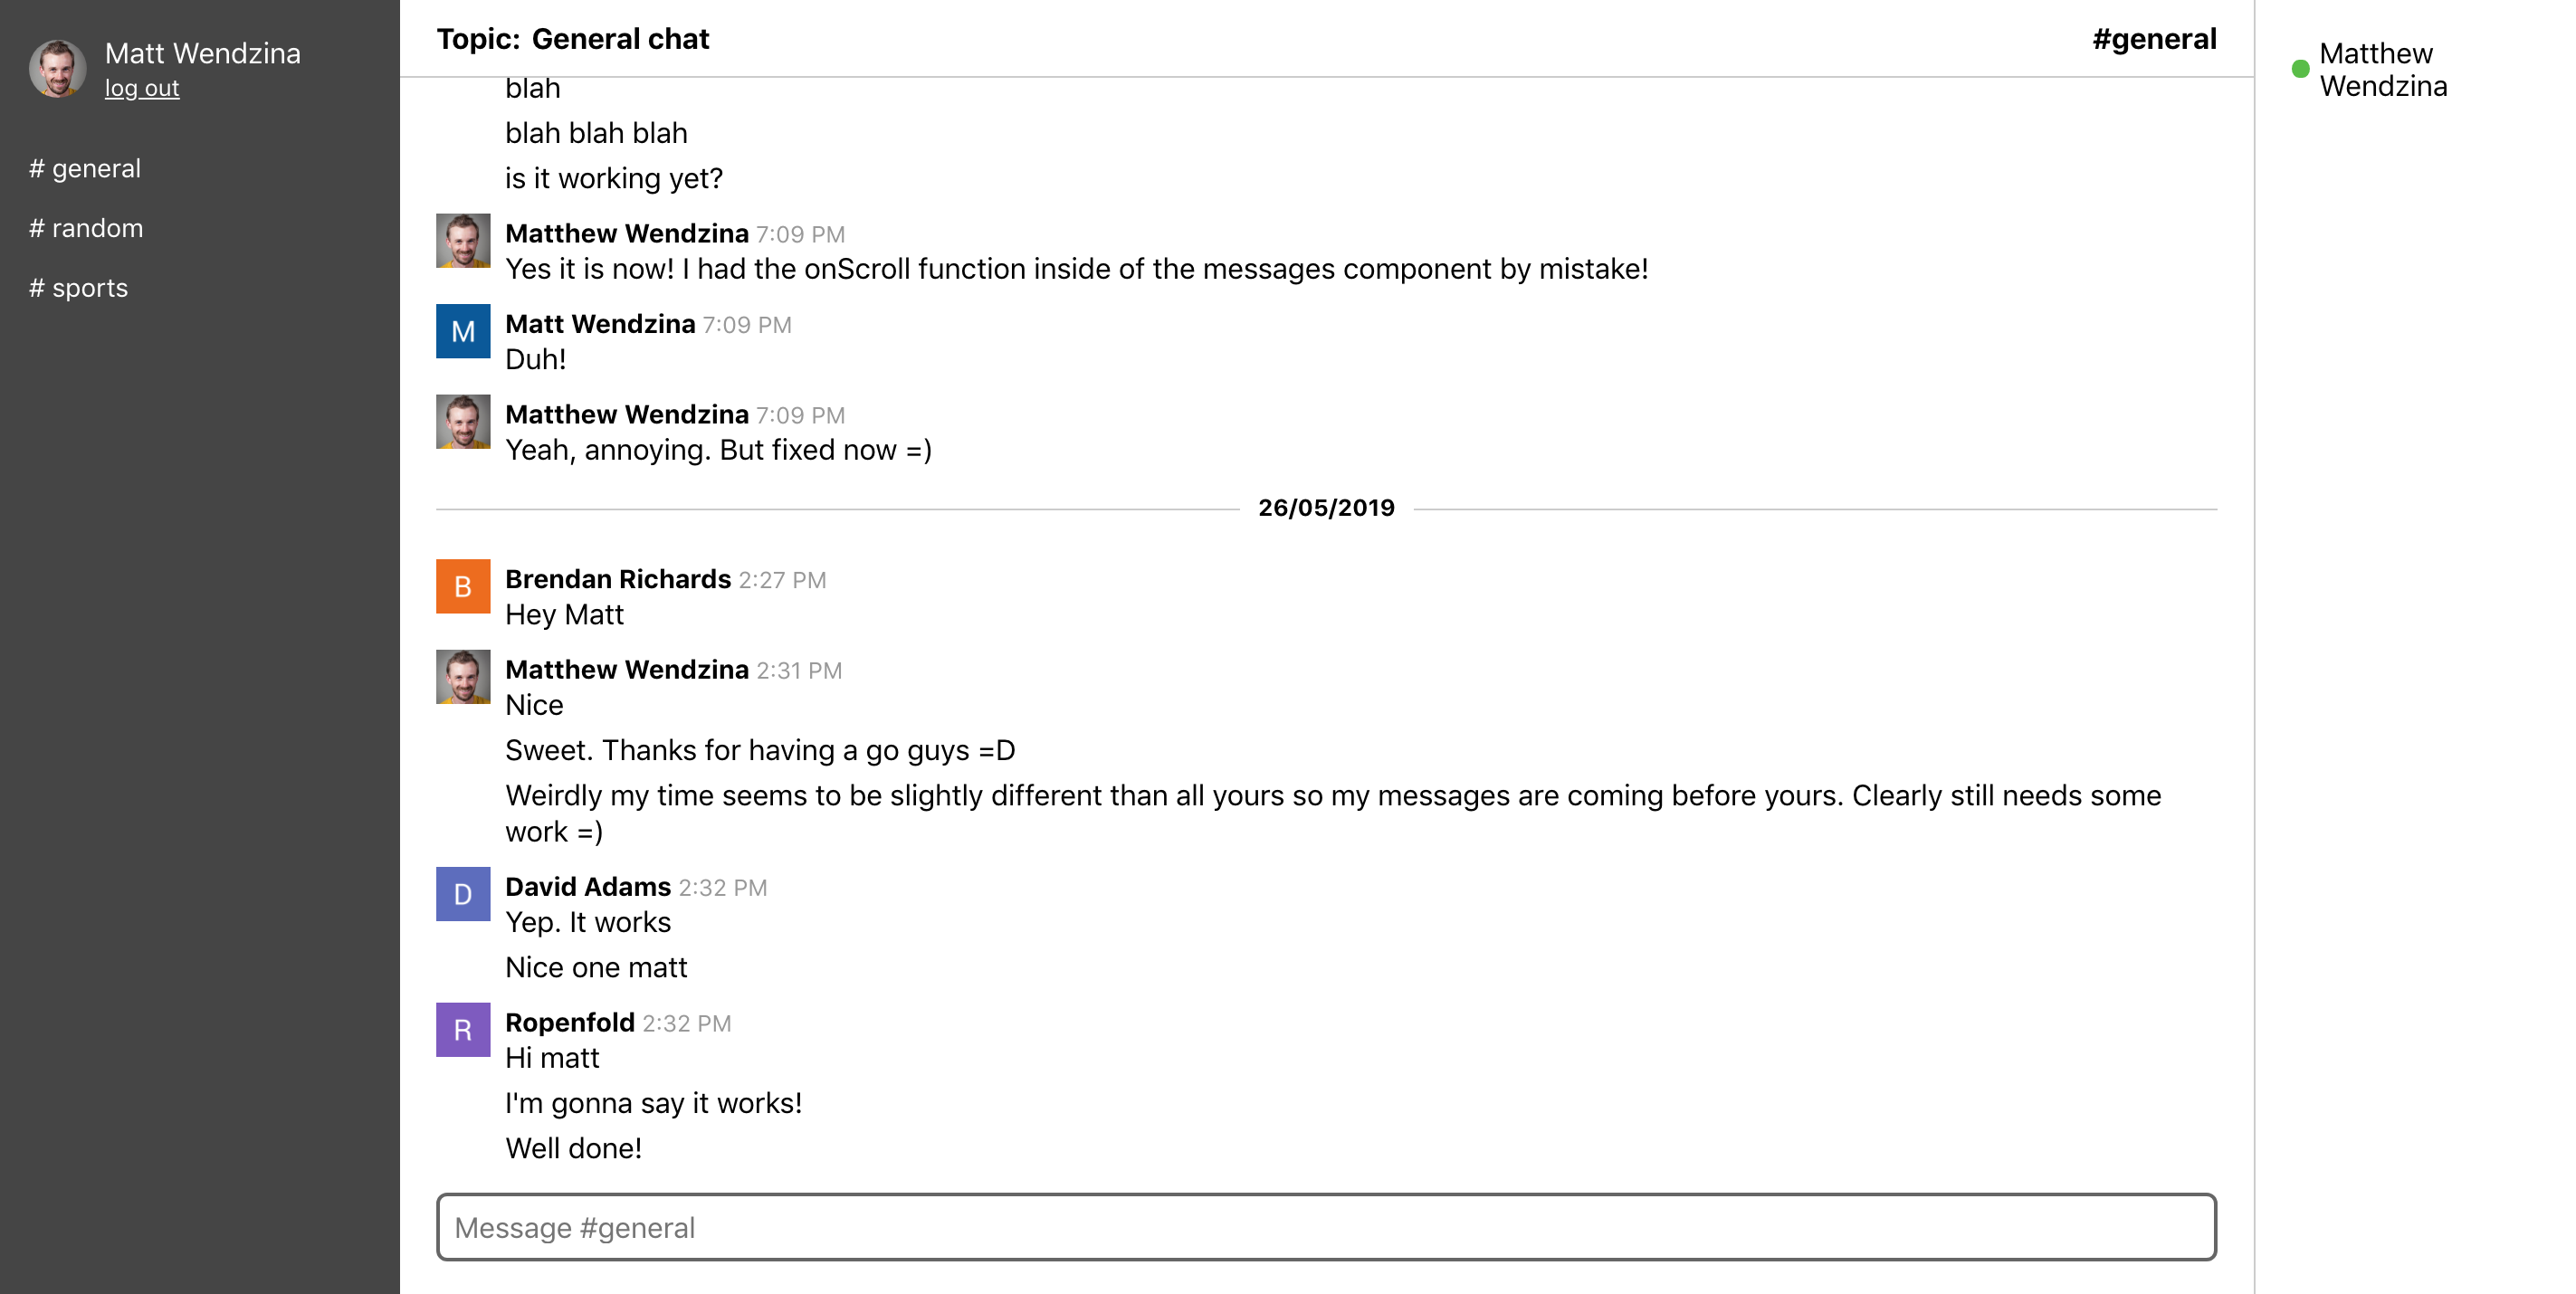 Matt Wendzina
log out
# general
# random
# sports
Topic: General chat
#general
blah
blah blah blah
is it working yet?
Matthew Wendzina 7:09 PM
Yes it is now! I had the onScroll function inside of the messages component by mistake!
M
Matt Wendzina 7:09 PM
Duh!
Matthew Wendzina 7:09 PM
Yeah, annoying. But fixed now =)
26/05/2019
B
Brendan Richards 2:27 PM
Hey Matt
Matthew Wendzina 2:31 PM
Nice
Sweet. Thanks for having a go guys =D
Weirdly my time seems to be slightly different than all yours so my messages are coming before yours. Clearly still needs some
work =)
D
David Adams 2:32 PM
Yep. It works
Nice one matt
R
Ropenfold 2:32 PM
Hi matt
I'm gonna say it works!
Well done!
Message #general
Matthew
Wendzina